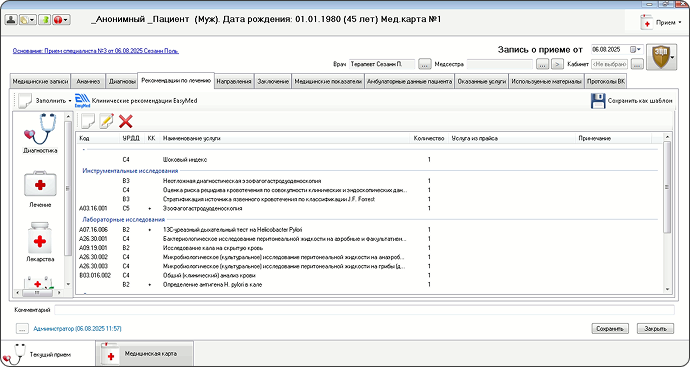 _Анонимный _Пациент (Муж). Дата рождения: 01.01.1980 (45 лет) Мед.карта №1
Прием
Основание: Прием специалиста №3 от 06.08.2025 Сезанн Поль.
Запись о приеме от 06.08.2025
ЭЦП
Врач Терапевт Сезанн П. ... Медсестра ... > Кабинет (Не выбрано) ...
Медицинские записи Анамнез Диагнозы Рекомендации по лечению Направления Заключение Медицинские показатели Амбулаторные данные пациента Оказанные услуги Используемые материалы Протоколы ВК
Заполнить EasyMed Клинические рекомендации EasyMed Сохранить как шаблон
Диагностика
Лечение
Лекарства
Код УРДД КК Наименование услуги Количество Услуга из прайса Примечание
C4 Шоковый индекс 1
Инструментальные исследования
B3 Неотложная диагностическая эзофагогастродуоденоскопия 1
C4 Оценка риска рецидива кровотечения по совокупности клинических и эндоскопических дан... 1
B3 Стратификация источника язвенного кровотечения по классификации J.F. Forrest 1
A03.16.001 C5 + Эзофагогастродуоденоскопия 1
Лабораторные исследования
A07.16.006 B2 + 13C-уреазный дыхательный тест на Helicobacter Pylori 1
A26.30.001 C4 Бактериологическое исследование перитонеальной жидкости на аэробные и факультативн... 1
A09.19.001 B2 Исследование кала на скрытую кровь 1
A26.30.002 C4 Микробиологическое (культуральное) исследование перитонеальной жидкости на анаэроб... 1
A26.30.003 C4 Микробиологическое (культуральное) исследование перитонеальной жидкости на грибы (д... 1
B03.016.002 C4 Общий (клинический) анализ крови 1
B2 + Определение антигена H. pylori в кале 1
Комментарий
... Администратор (06.08.2025 11:57) Сохранить Закрыть
Текущий прием Медицинская карта